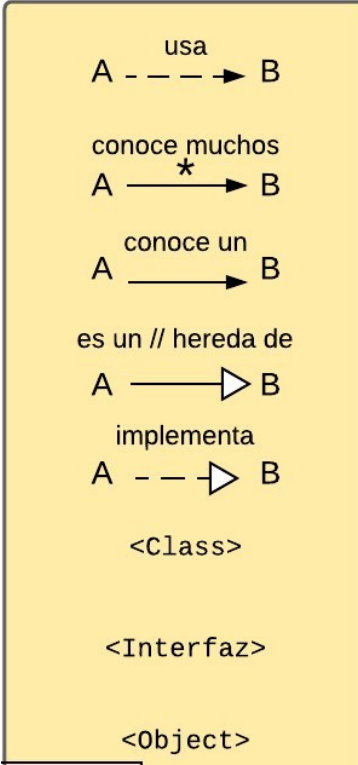 usa
A B
conoce muchos
*
A B
conoce un
A B
es un // hereda de
A B
implementa
A B
<Class>
<Interfaz>
<Object>